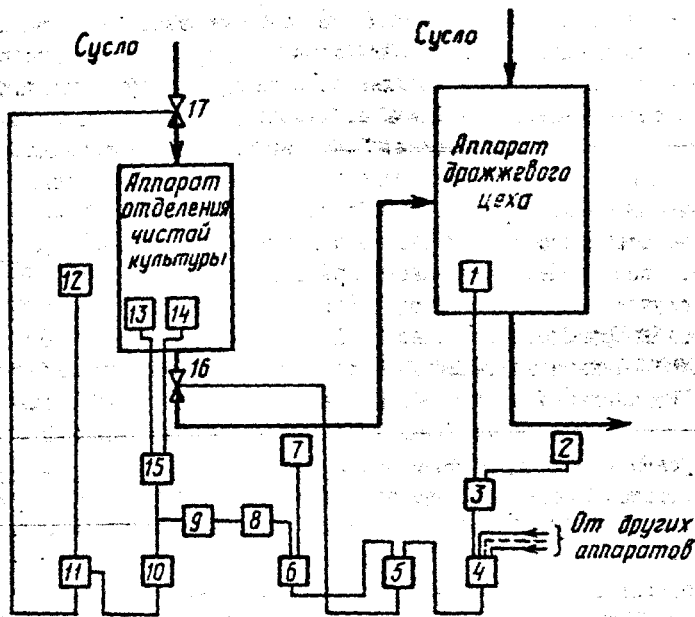 Сусло
Сусло
17
Аппарат
отделения
чистой
культуры
Аппарат
дрожжевого
цеха
12
1
13
14
16
7
2
15
3
9
8
От других
аппаратов
11
10
6
5
4